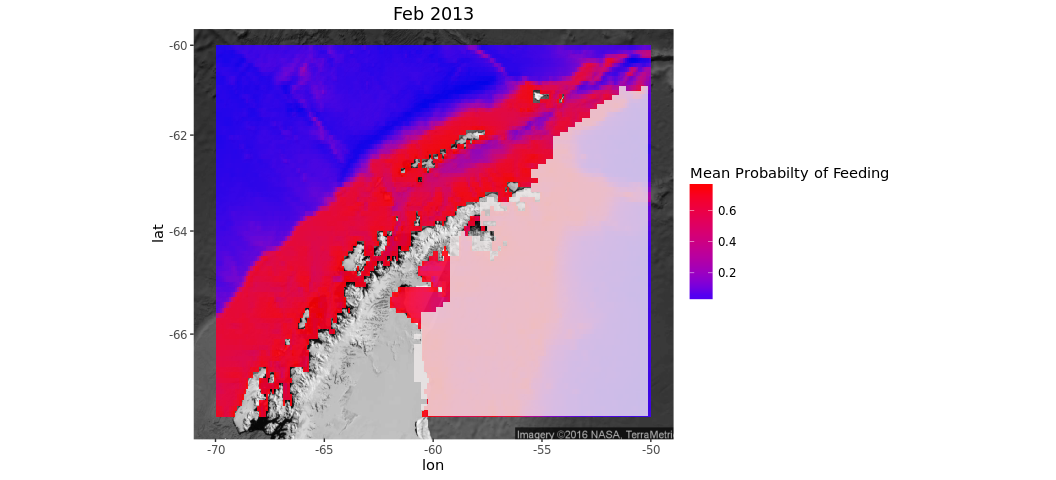 Feb 2013
-60
-62
-64
-66
lat
-70
-65
-60
-55
-50
lon
Imagery ©2016 NASA, TerraMetri
Mean Probabilty of Feeding
0.6
0.4
0.2